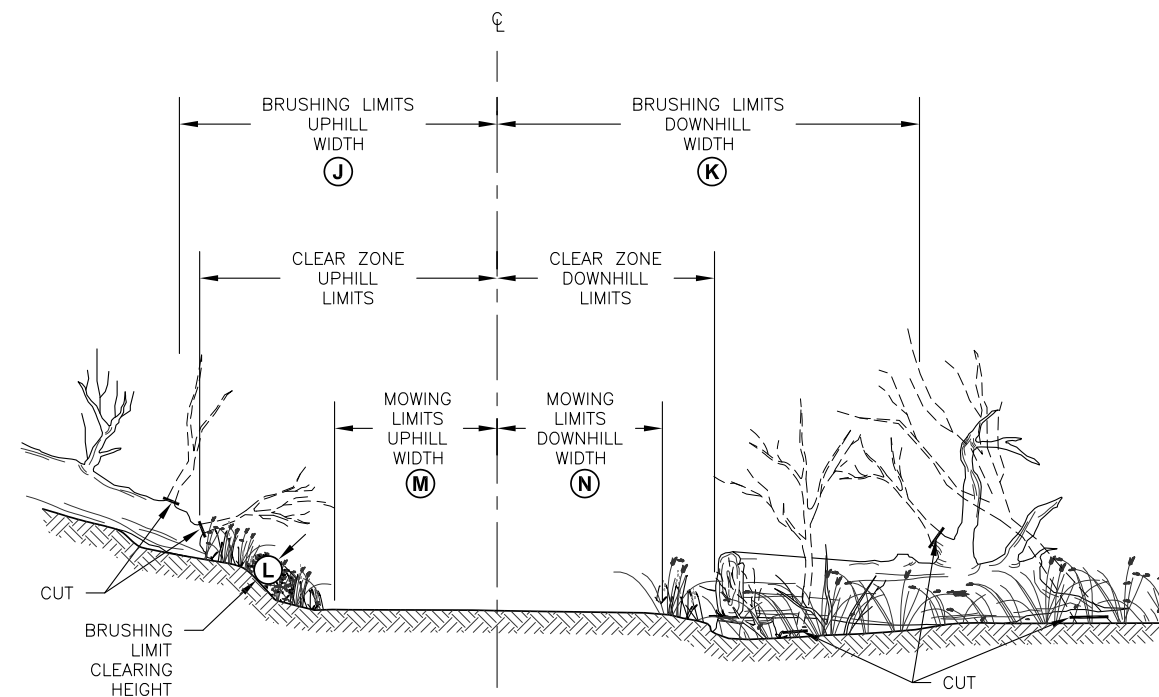 ℄
BRUSHING LIMITS
UPHILL
WIDTH
J
BRUSHING LIMITS
DOWNHILL
WIDTH
K
CLEAR ZONE
UPHILL
LIMITS
CLEAR ZONE
DOWNHILL
LIMITS
MOWING
LIMITS
UPHILL
WIDTH
M
MOWING
LIMITS
DOWNHILL
WIDTH
N
L
CUT
BRUSHING
LIMIT
CLEARING
HEIGHT
CUT